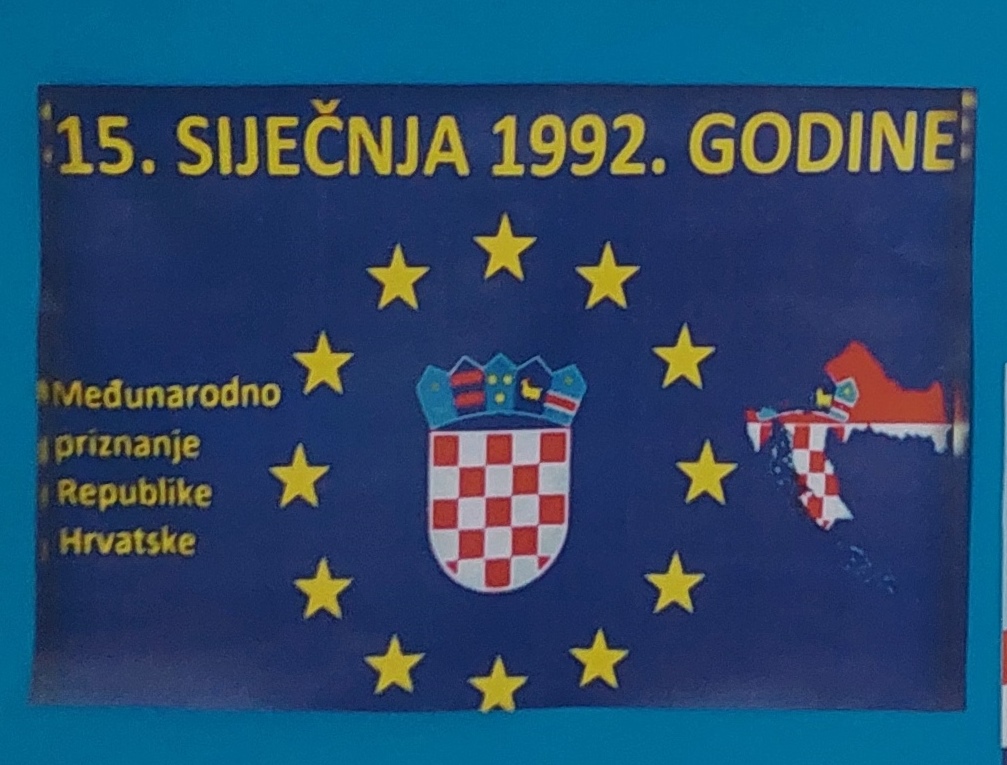 15. SIJEČNJA 1992. GODINE
Međunarodno
priznanje
Republike
Hrvatske